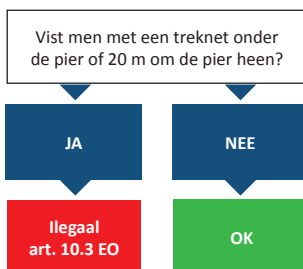 Vist men met een treknet onder
de pier of 20 m om de pier heen?
JA
NEE
Ilegaal
art. 10.3 EO
OK